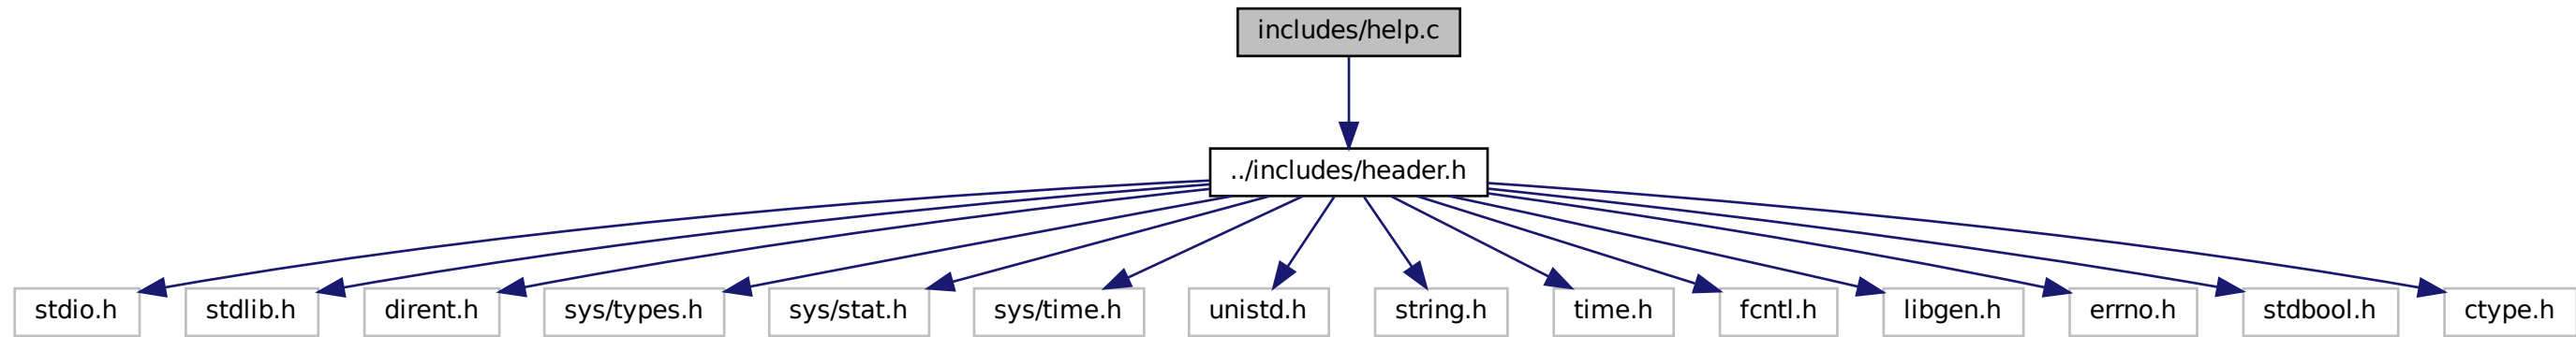 includes/help.c
../includes/header.h
stdio.h
stdlib.h
dirent.h
sys/types.h
sys/stat.h
sys/time.h
unistd.h
string.h
time.h
fcntl.h
libgen.h
errno.h
stdbool.h
ctype.h